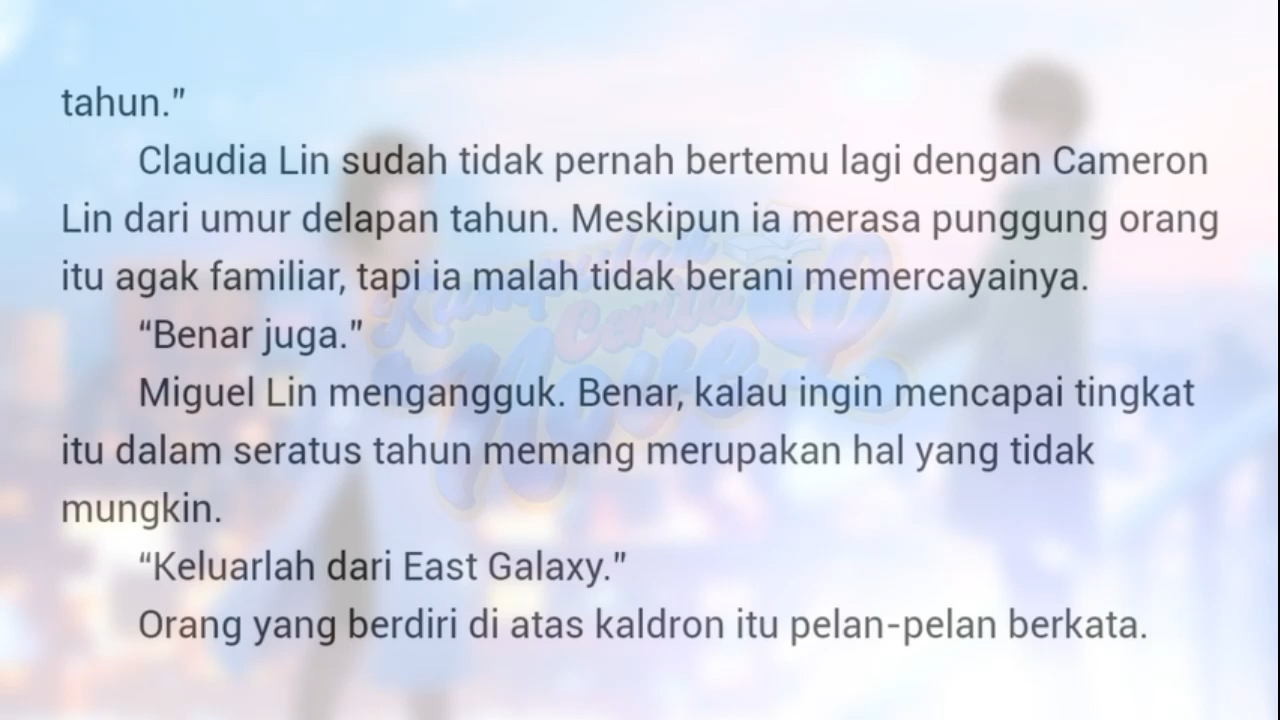 tahun.”
Claudia Lin sudah tidak pernah bertemu lagi dengan Cameron
Lin dari umur delapan tahun. Meskipun ia merasa punggung orang
itu agak familiar, tapi ia malah tidak berani memercayainya.
“Benar juga.”
Miguel Lin mengangguk. Benar, kalau ingin mencapai tingkat
itu dalam seratus tahun memang merupakan hal yang tidak
mungkin.
“Keluarlah dari East Galaxy.”
Orang yang berdiri di atas kaldron itu pelan-pelan berkata.
Kumpulan
Cerita
Novel